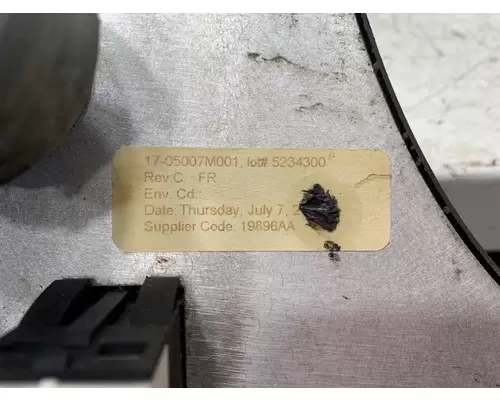 17-05007M001, lot# 5234300
Rev:C. FR
Env. Cd.:
Date: Thursday, July 7,
Supplier Code: 19896AA